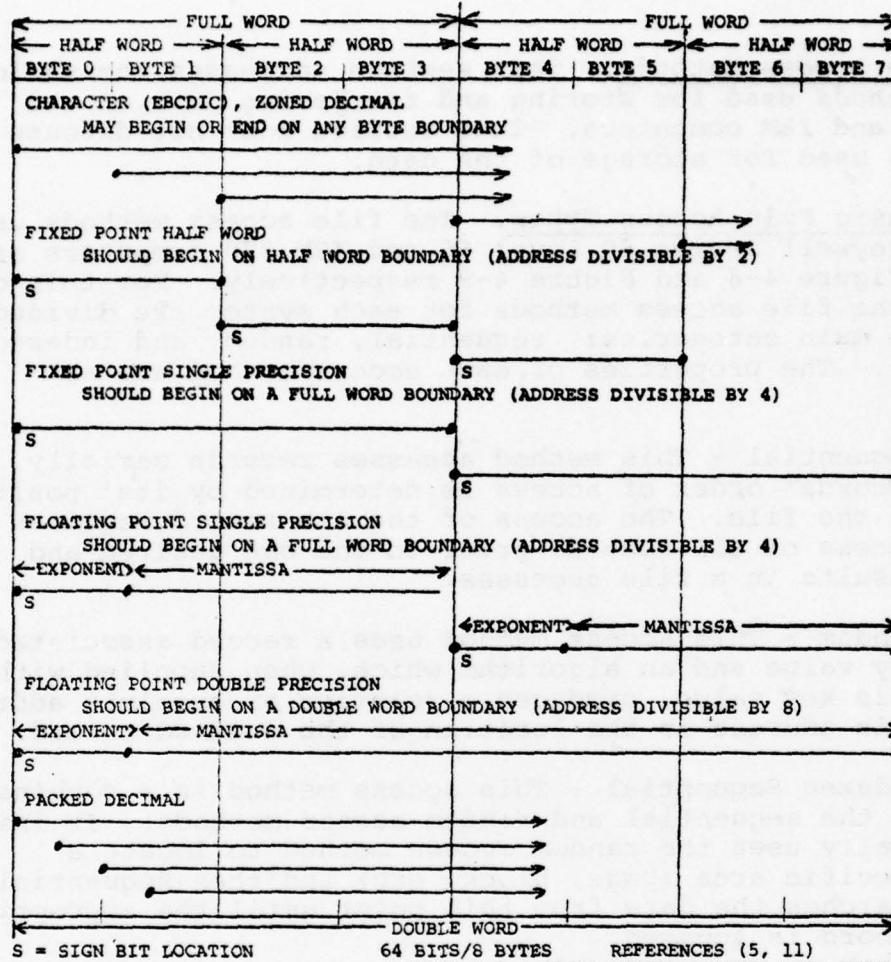 FULL WORD FULL WORD
HALF WORD HALF WORD HALF WORD HALF WORD
BYTE 0 BYTE 1 BYTE 2 BYTE 3 BYTE 4 BYTE 5 BYTE 6 BYTE 7
CHARACTER (EBCDIC), ZONED DECIMAL
MAY BEGIN OR END ON ANY BYTE BOUNDARY
FIXED POINT HALF WORD
SHOULD BEGIN ON HALF WORD BOUNDARY (ADDRESS DIVISIBLE BY 2)
S
S
FIXED POINT SINGLE PRECISION S
SHOULD BEGIN ON A FULL WORD BOUNDARY (ADDRESS DIVISIBLE BY 4)
S
S
FLOATING POINT SINGLE PRECISION
SHOULD BEGIN ON A FULL WORD BOUNDARY (ADDRESS DIVISIBLE BY 4)
EXPONENT MANTISSA
S
EXPONENT MANTISSA
S
FLOATING POINT DOUBLE PRECISION
SHOULD BEGIN ON A DOUBLE WORD BOUNDARY (ADDRESS DIVISIBLE BY 8)
EXPONENT MANTISSA
S
PACKED DECIMAL
DOUBLE WORD
S = SIGN BIT LOCATION 64 BITS/8 BYTES REFERENCES (5, 11)